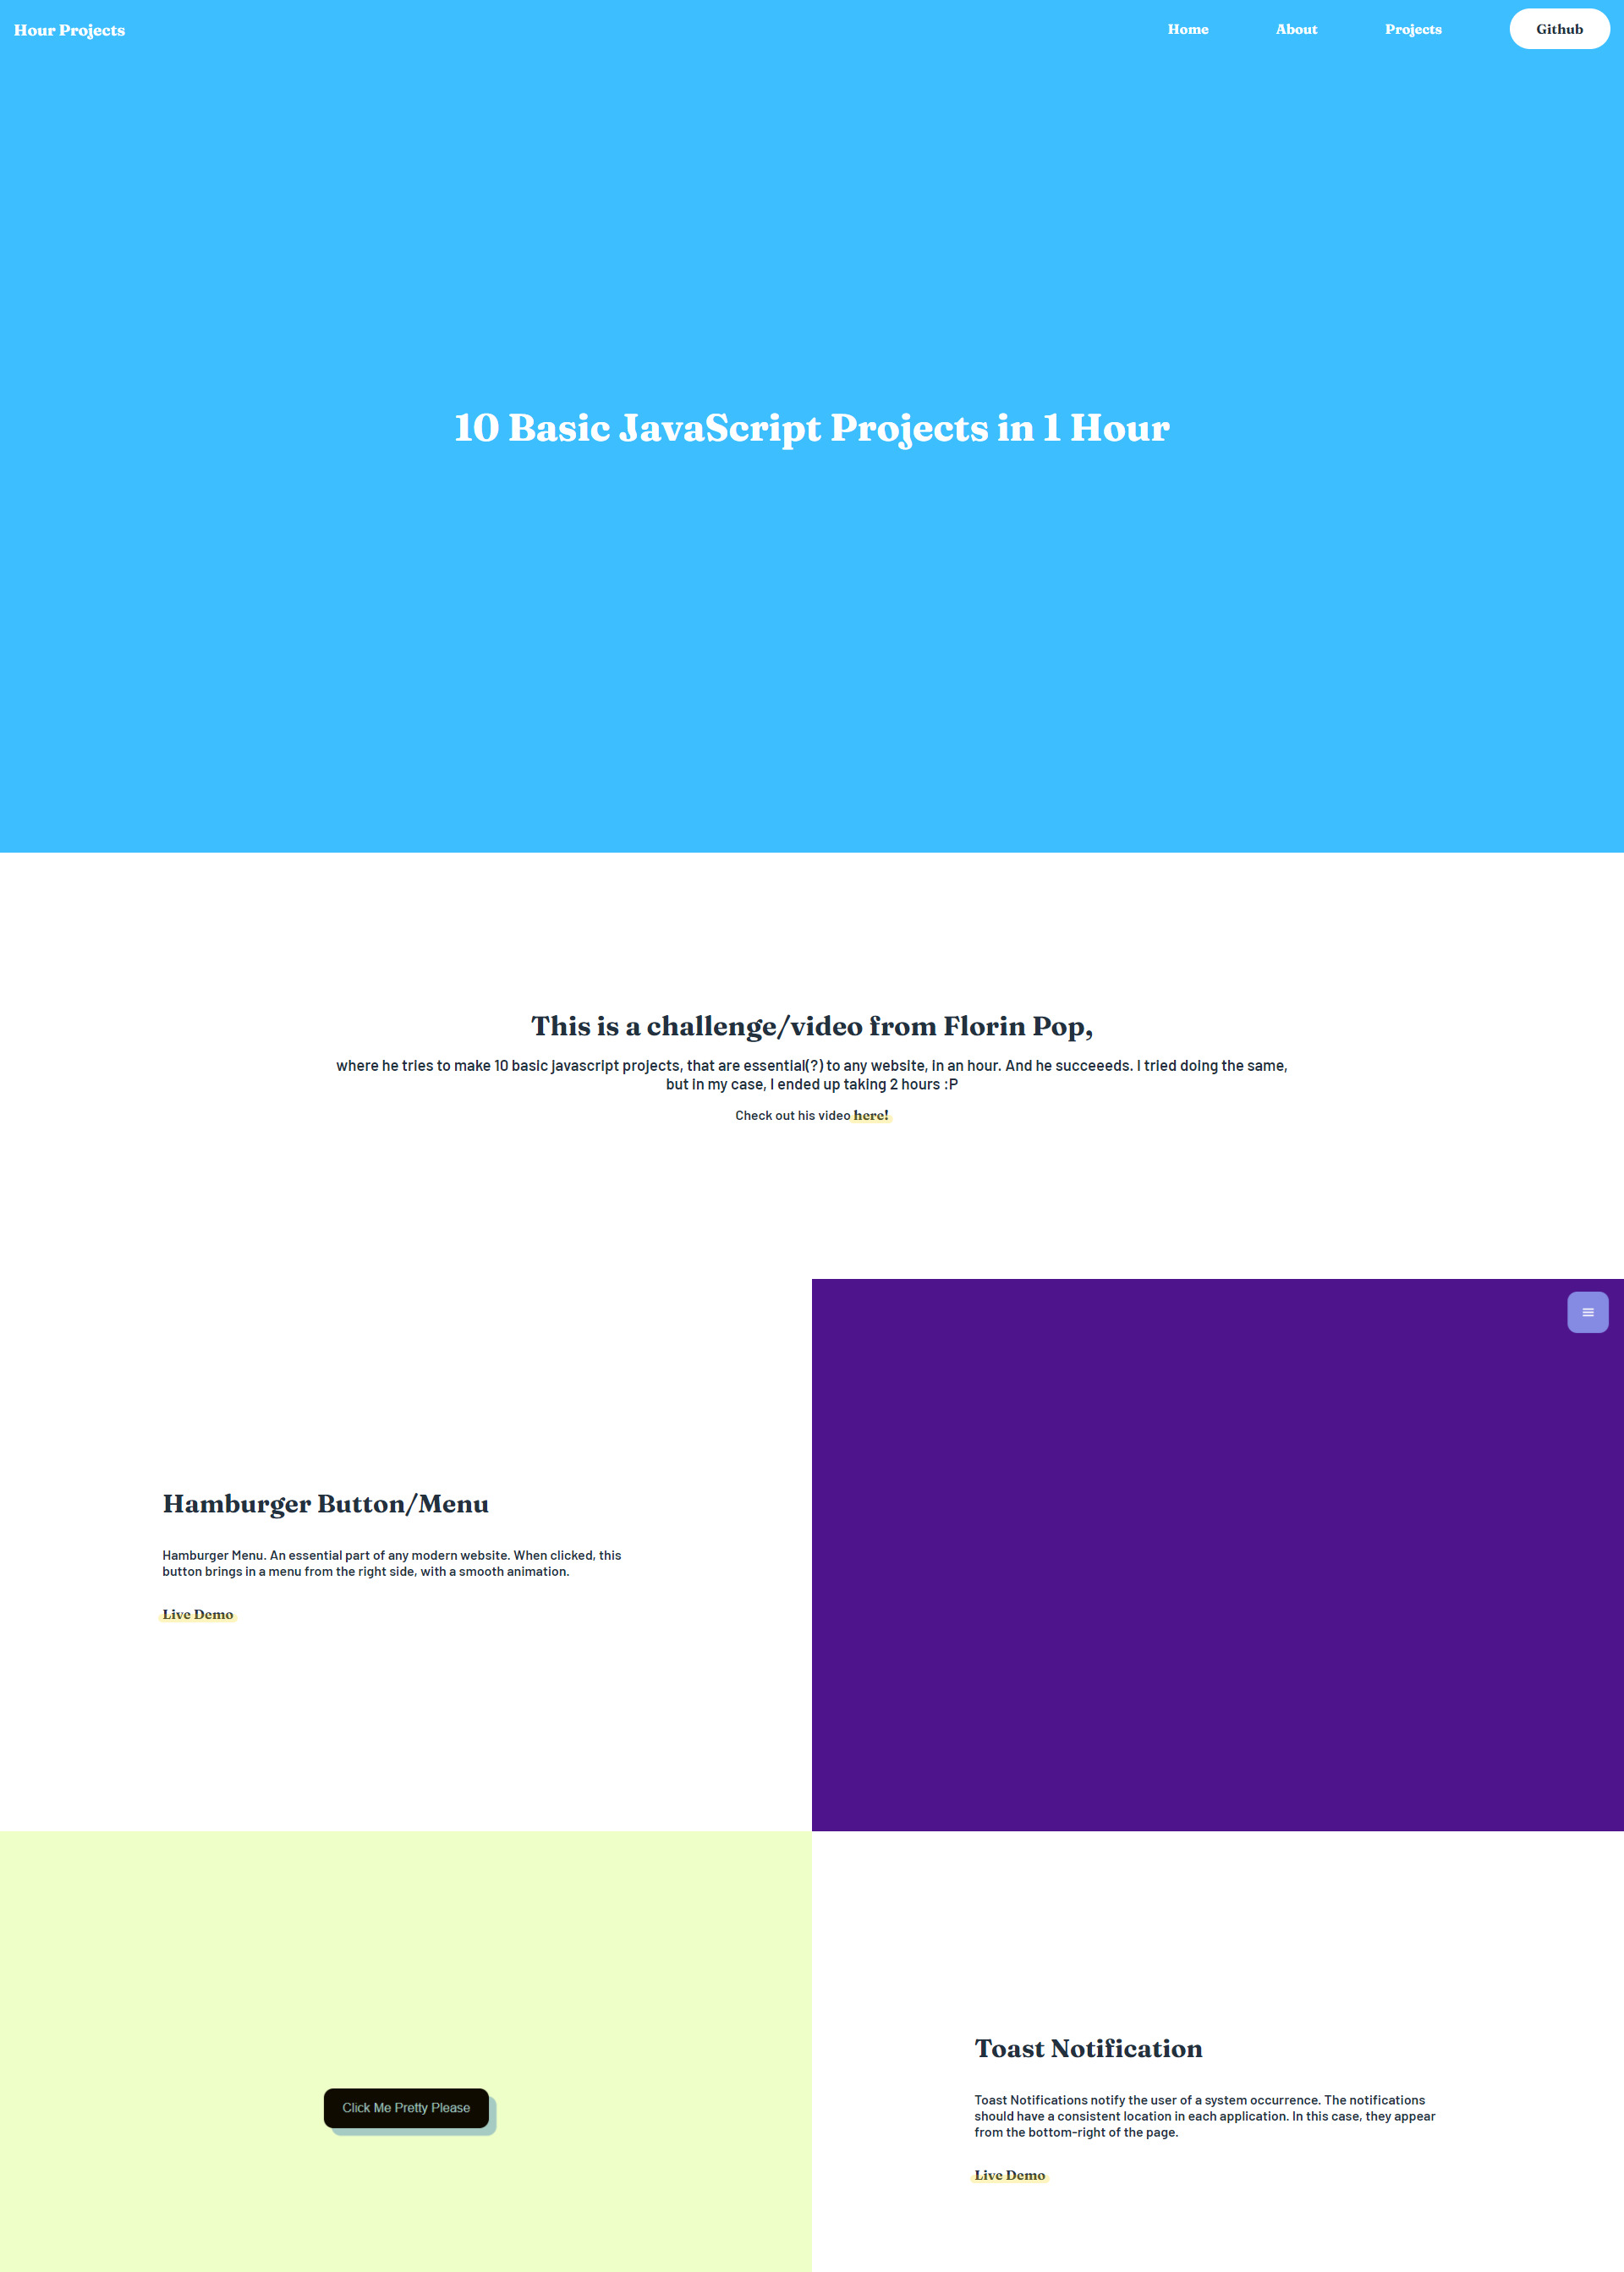 Hour Projects
Home
About
Projects
Github
10 Basic JavaScript Projects in 1 Hour
This is a challenge/video from Florin Pop,
where he tries to make 10 basic javascript projects, that are essential(?) to any website, in an hour. And he succeeeds. I tried doing the same,
but in my case, I ended up taking 2 hours :P
Check out his video here!
Hamburger Button/Menu
Hamburger Menu. An essential part of any modern website. When clicked, this
button brings in a menu from the right side, with a smooth animation.
Live Demo
Click Me Pretty Please
Toast Notification
Toast Notifications notify the user of a system occurrence. The notifications
should have a consistent location in each application. In this case, they appear
from the bottom-right of the page.
Live Demo